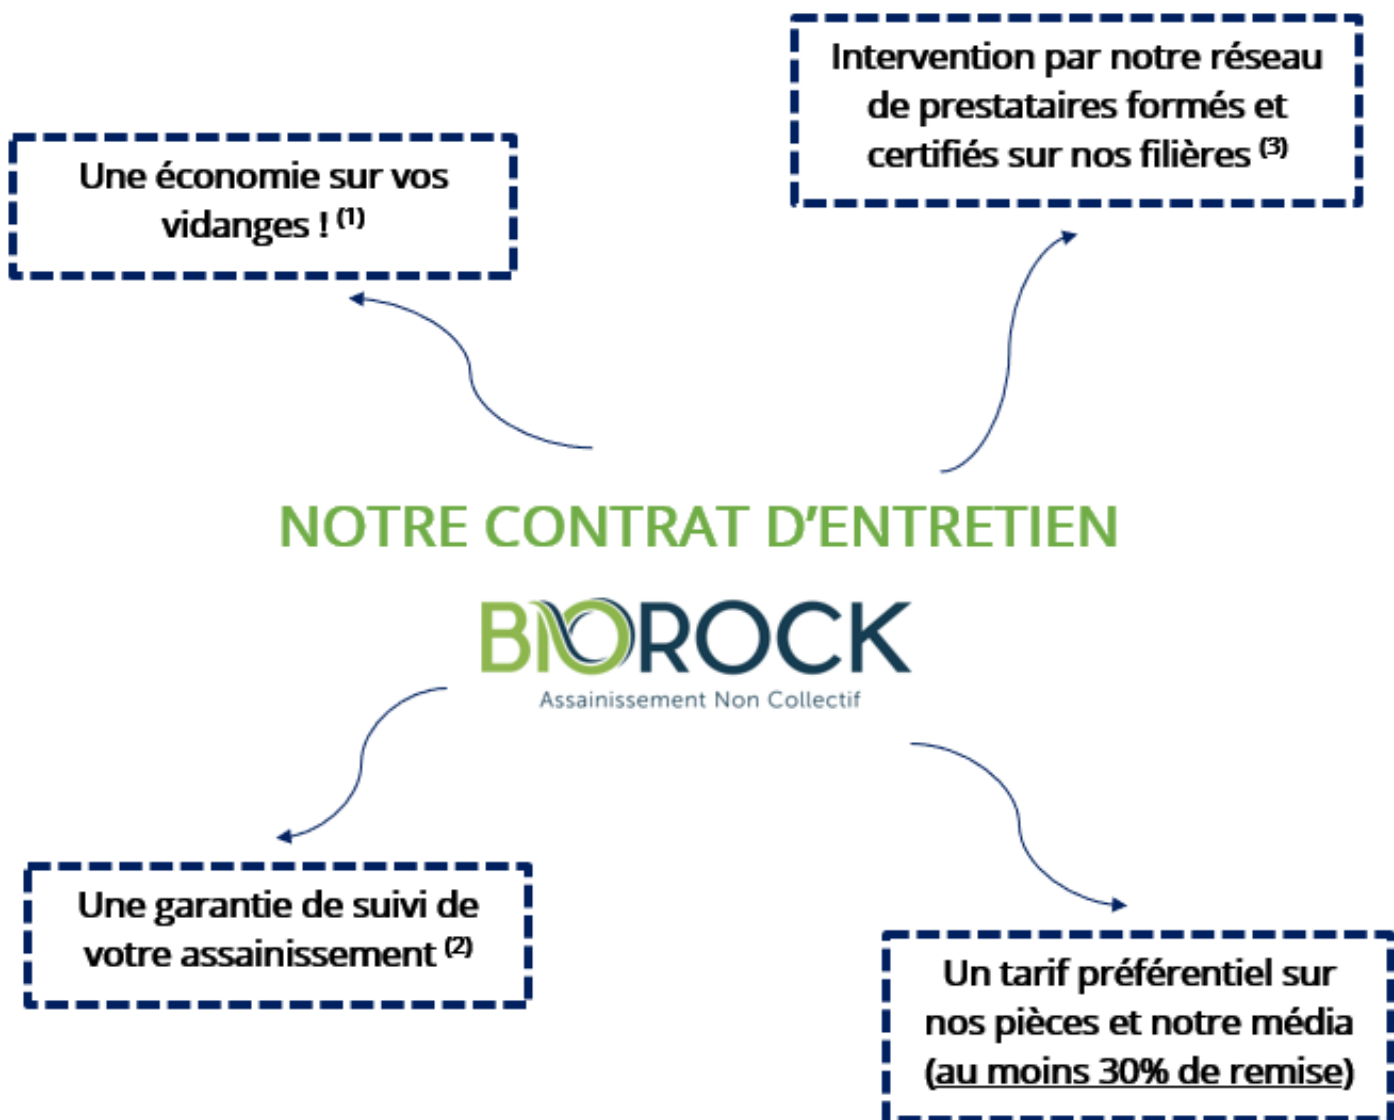 Intervention par notre réseau
de prestataires formés et
certifiés sur nos filières (3)
Une économie sur vos
vidanges ! (1)
NOTRE CONTRAT D'ENTRETIEN
BIOROCK
Assainissement Non Collectif
Une garantie de suivi de
votre assainissement (2)
Un tarif préférentiel sur
nos pièces et notre média
(au moins 30% de remise)